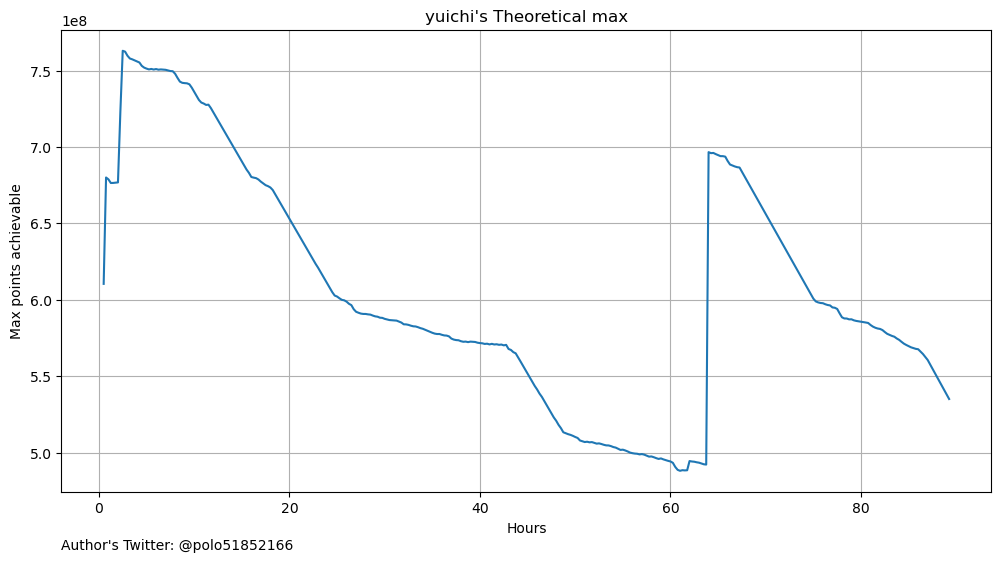 yuichi's Theoretical max
1e8
7.5
7.0
6.5
6.0
5.5
5.0
Max points achievable
0 20 40 60 80
Hours
Author's Twitter: @polo51852166